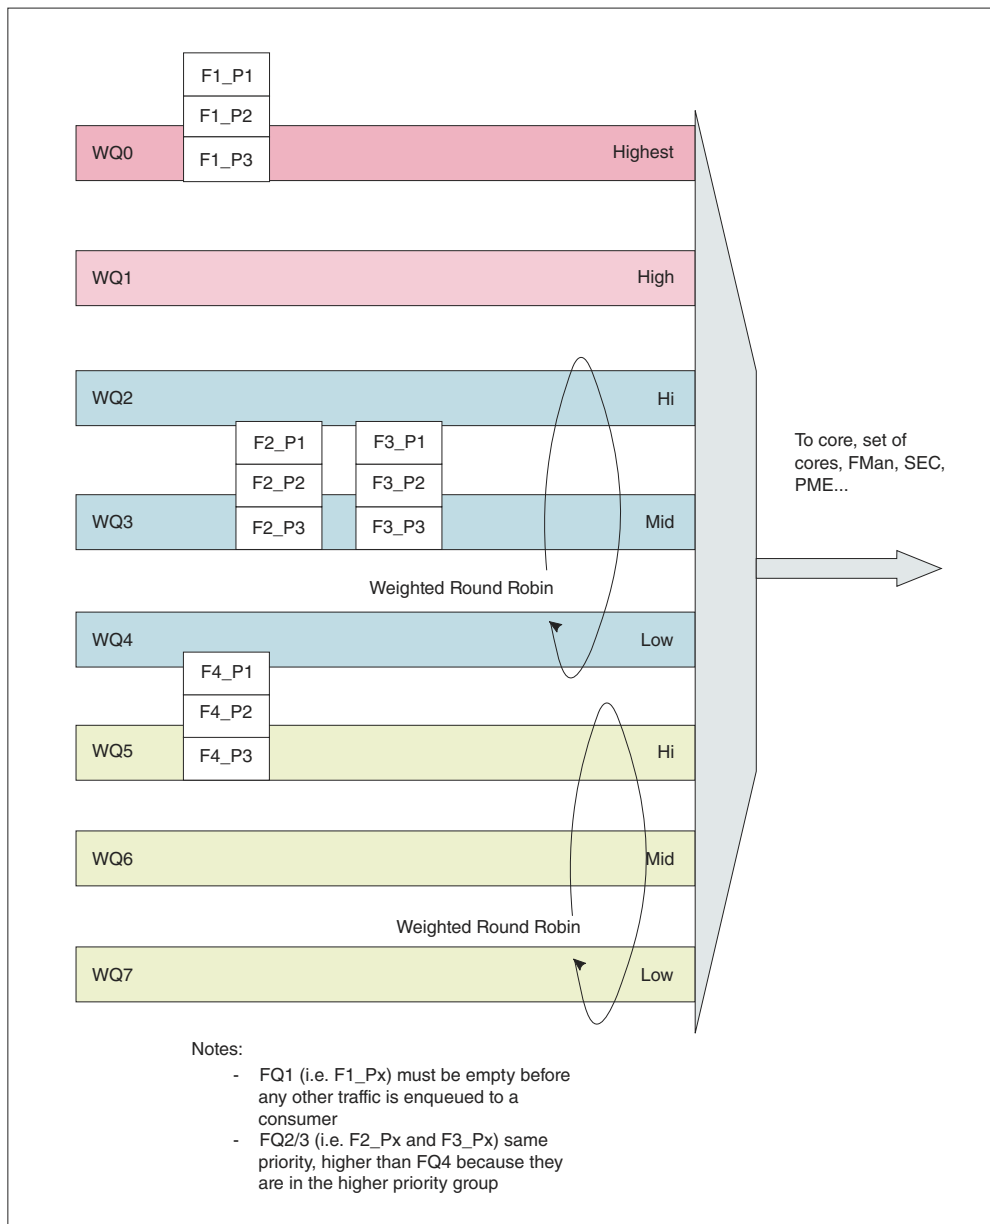 F1_P1
F1_P2
WQ0
F1_P3
Highest
WQ1
High
WQ2
Hi
F2_P1
F3_P1
F2_P2
F3_P2
WQ3
F2_P3
F3_P3
Mid
To core, set of
cores, FMan, SEC,
PME...
Weighted Round Robin
WQ4
Low
F4_P1
F4_P2
WQ5
F4_P3
Hi
WQ6
Mid
Weighted Round Robin
WQ7
Low
Notes:
- FQ1 (i.e. F1_Px) must be empty before
any other traffic is enqueued to a
consumer
- FQ2/3 (i.e. F2_Px and F3_Px) same
priority, higher than FQ4 because they
are in the higher priority group